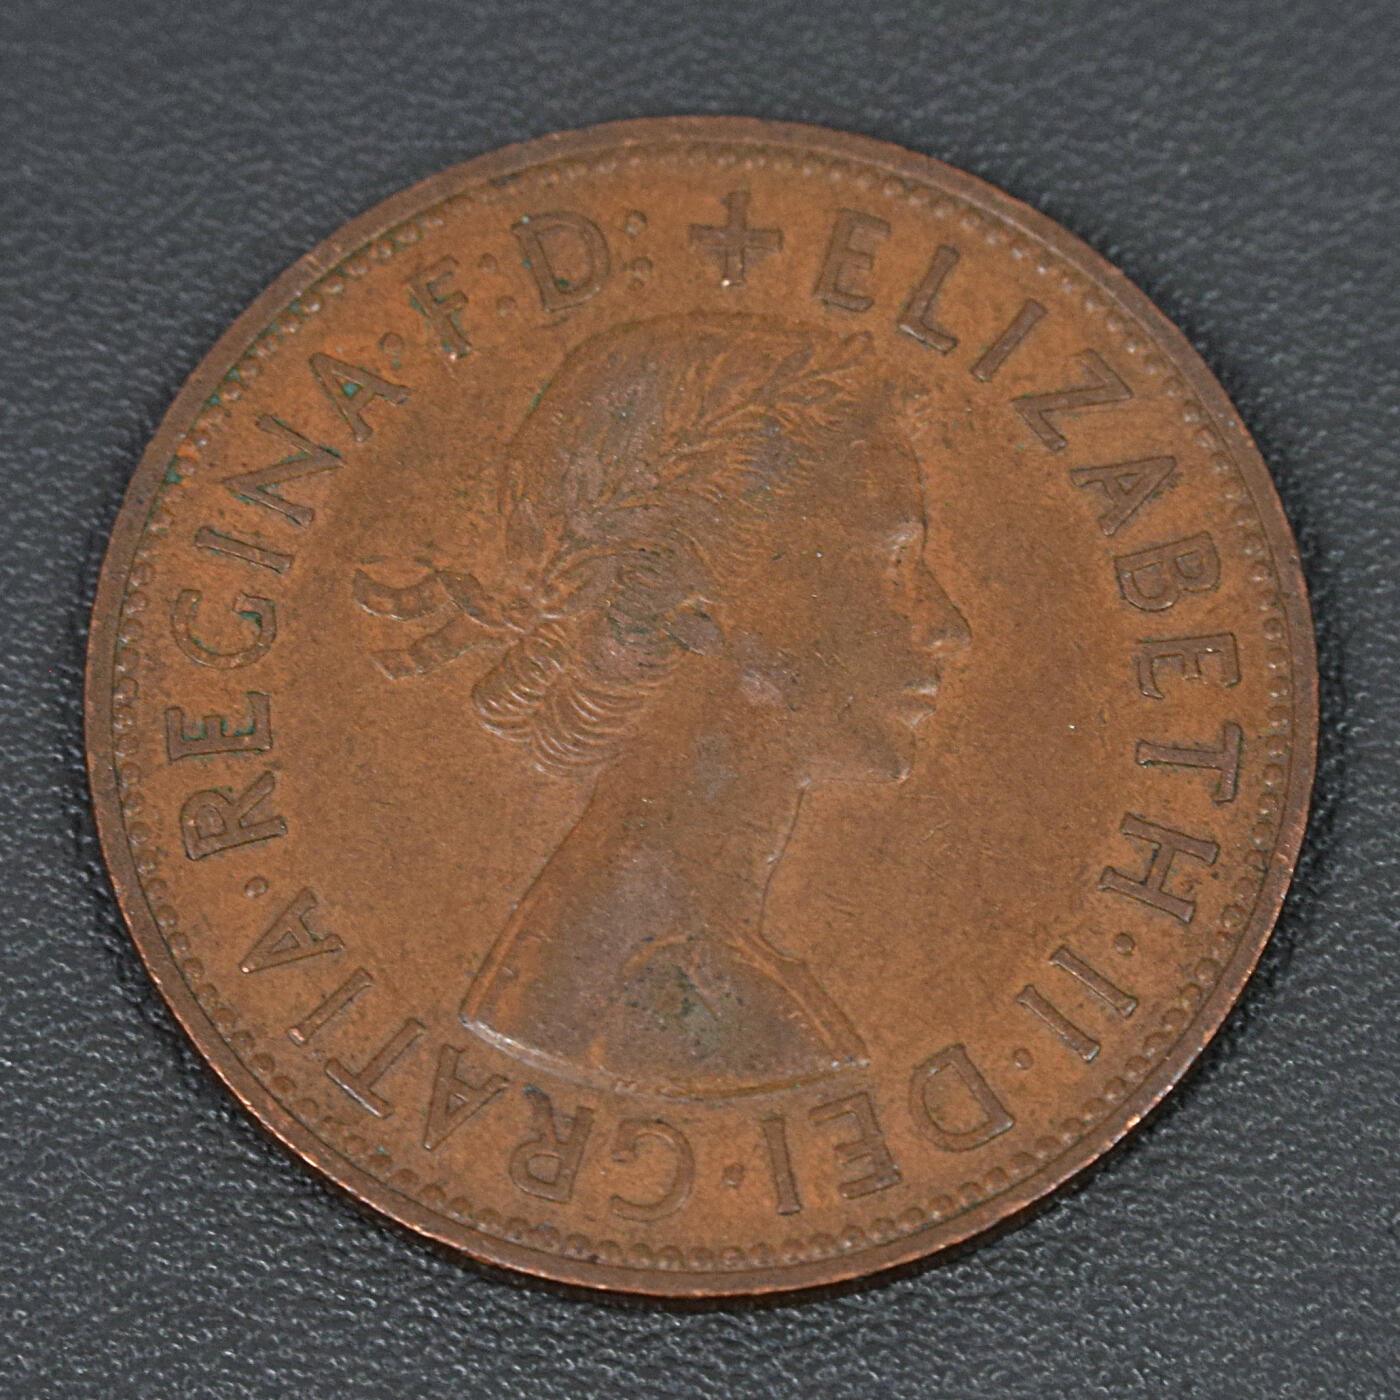 + ELIZABETH · II · DEI · GRATIA · REGINA · F : D :